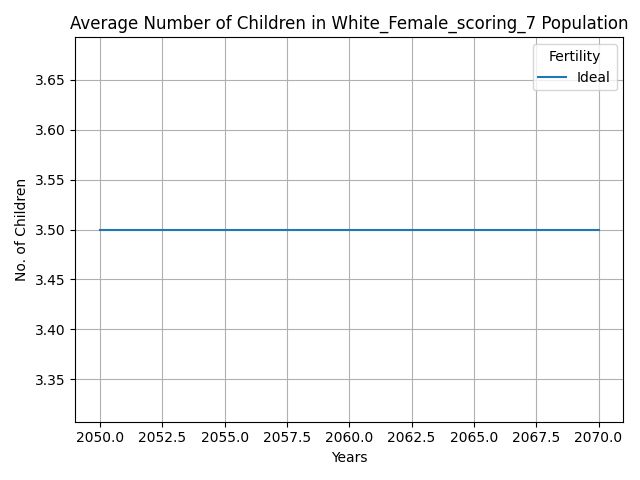 Average Number of Children in White_Female_scoring_7 Population
Fertility
Ideal
No. of Children
3.65
3.60
3.55
3.50
3.45
3.40
3.35
2050.0 2052.5 2055.0 2057.5 2060.0 2062.5 2065.0 2067.5 2070.0
Years